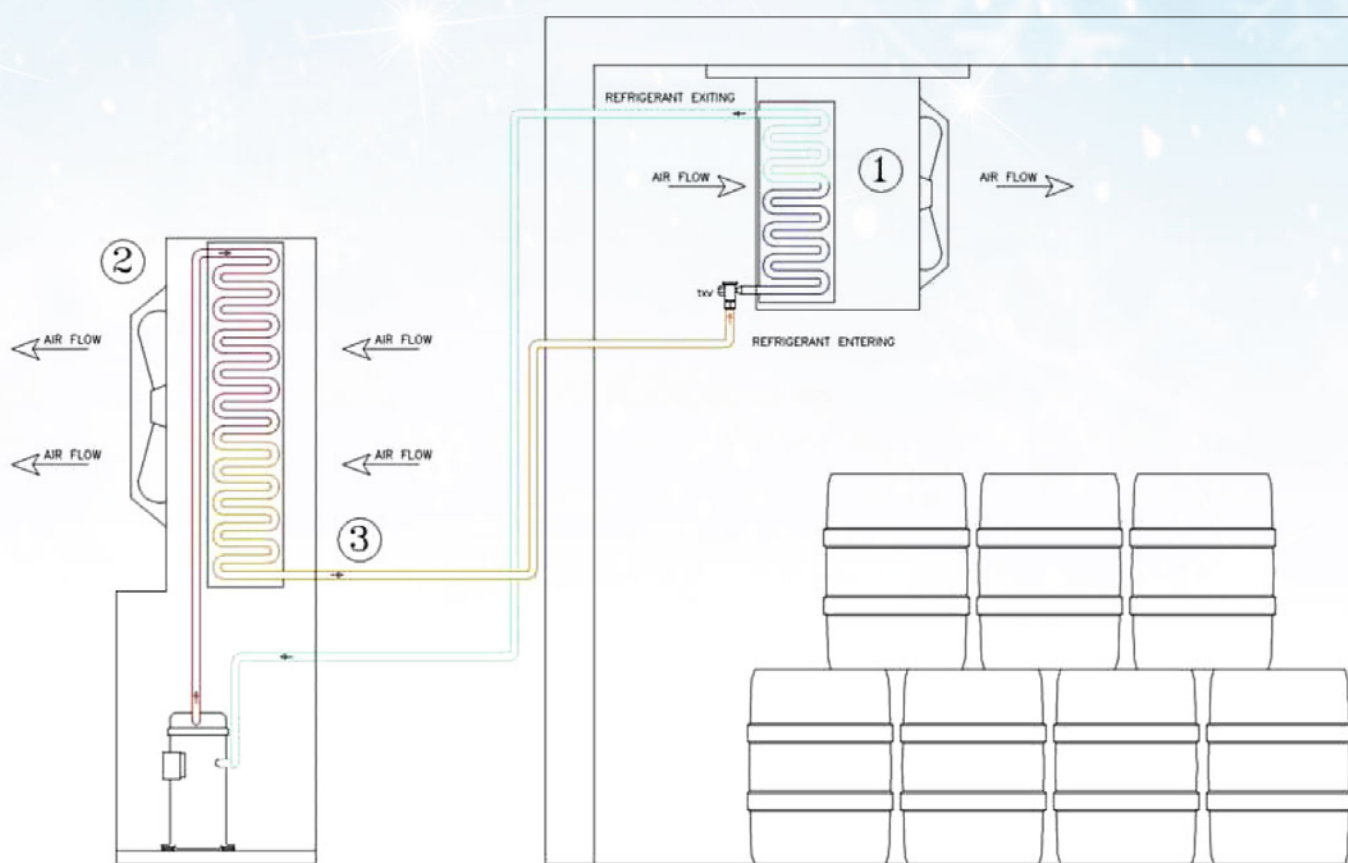 REFRIGERANT EXITING
AIR FLOW
1
AIR FLOW
2
TXV
AIR FLOW
AIR FLOW
REFRIGERANT ENTERING
AIR FLOW
AIR FLOW
3